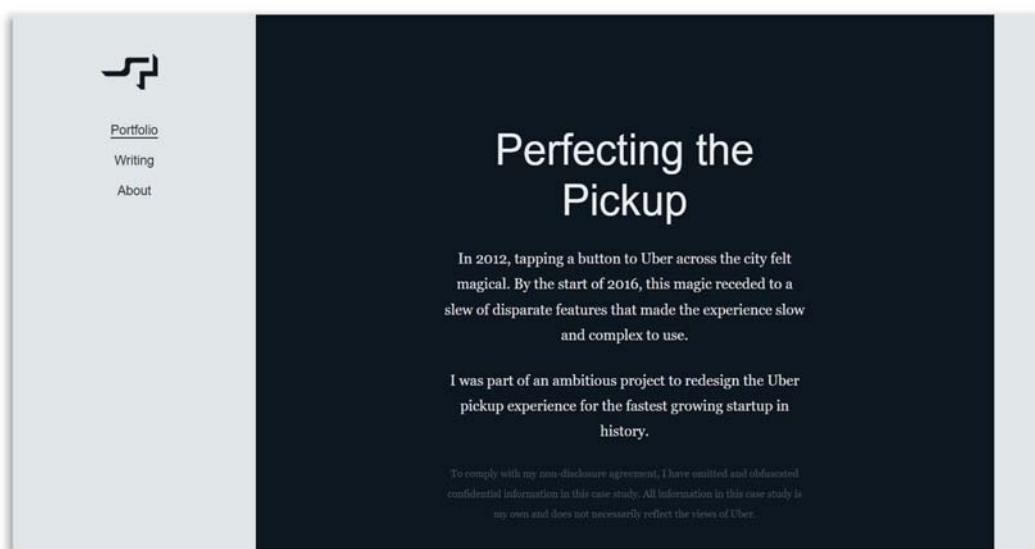 Portfolio
Writing
About
Perfecting the
Pickup
In 2012, tapping a button to Uber across the city felt
magical. By the start of 2016, this magic receded to a
slew of disparate features that made the experience slow
and complex to use.
I was part of an ambitious project to redesign the Uber
pickup experience for the fastest growing startup in
history.
To comply with my non-disclosure agreement, I have omitted and obfuscated
confidential information in this case study. All information in this case study is
my own and does not necessarily reflect the views of Uber.